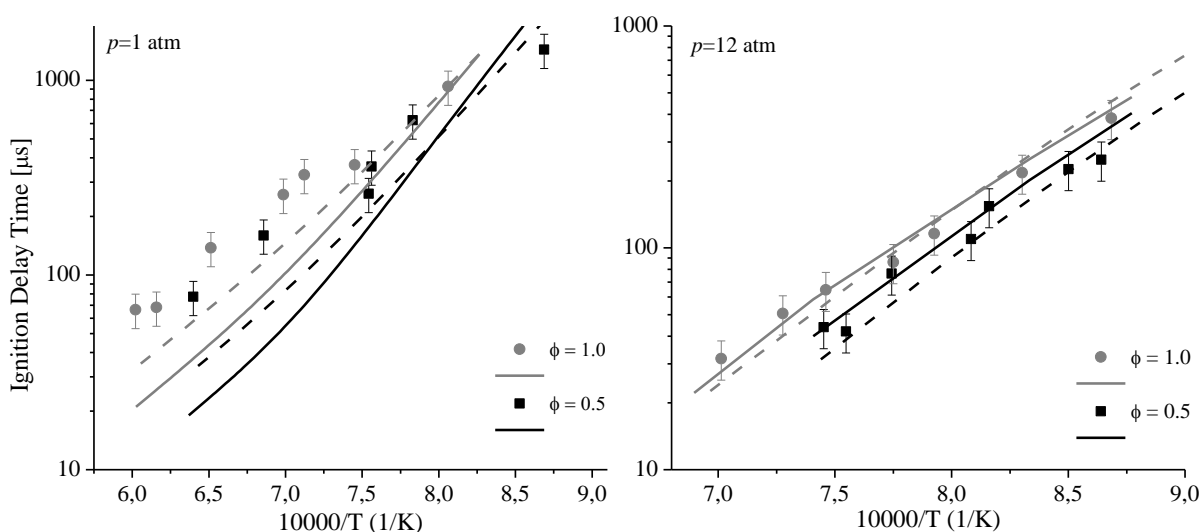 p=1 atm
1000
100
10
Ignition Delay Time [µs]
6,0 6,5 7,0 7,5 8,0 8,5 9,0
10000/T (1/K)
ϕ = 1.0
ϕ = 0.5
p=12 atm
1000
100
10
7,0 7,5 8,0 8,5 9,0
10000/T (1/K)
ϕ = 1.0
ϕ = 0.5